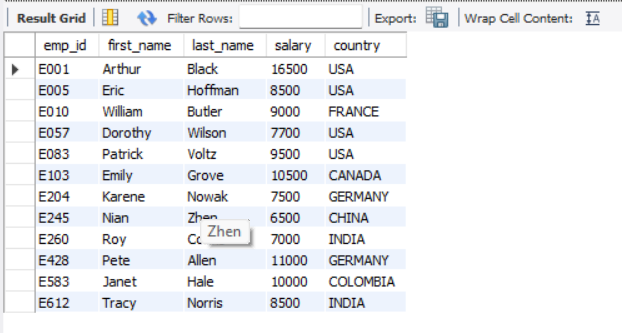 Result Grid Filter Rows: Export: Wrap Cell Content: IA
emp_id first_name last_name salary country
E001 Arthur Black 16500 USA
E005 Eric Hoffman 8500 USA
E010 William Butler 9000 FRANCE
E057 Dorothy Wilson 7700 USA
E083 Patrick Voltz 9500 USA
E103 Emily Grove 10500 CANADA
E204 Karene Nowak 7500 GERMANY
E245 Nian Zhen 6500 CHINA
Zhen
E260 Roy 7000 INDIA
E428 Pete Allen 11000 GERMANY
E583 Janet Hale 10000 COLOMBIA
E612 Tracy Norris 8500 INDIA